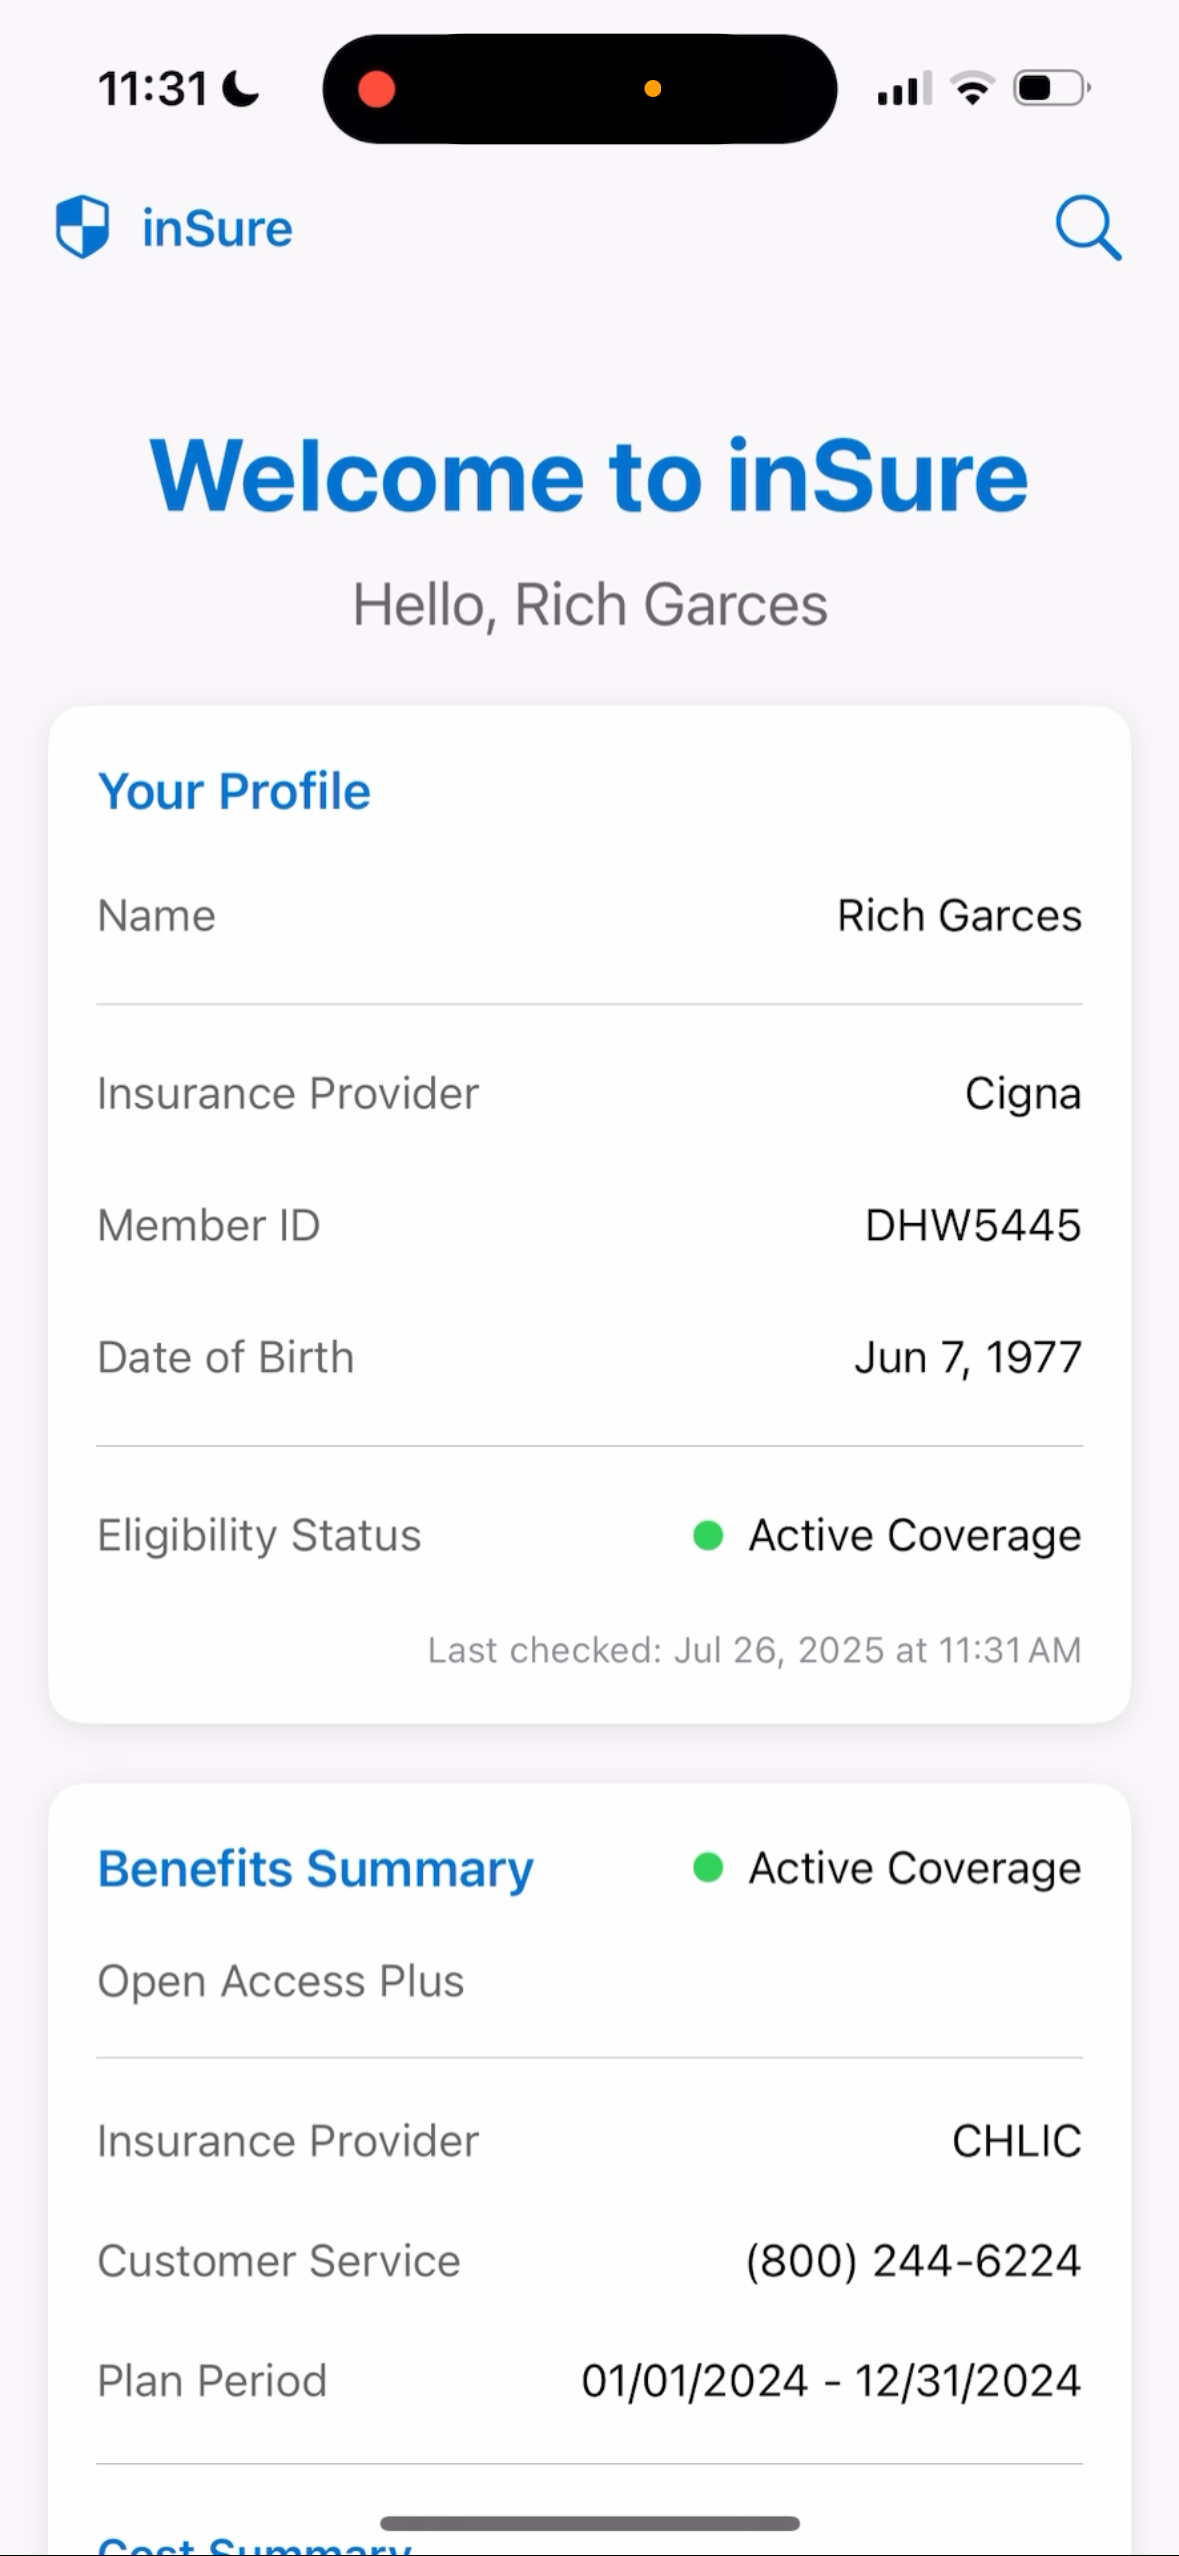 11:31
inSure
Welcome to inSure
Hello, Rich Garces
Your Profile
Name Rich Garces
Insurance Provider Cigna
Member ID DHW5445
Date of Birth Jun 7, 1977
Eligibility Status Active Coverage
Last checked: Jul 26, 2025 at 11:31 AM
Benefits Summary Active Coverage
Open Access Plus
Insurance Provider CHLIC
Customer Service (800) 244-6224
Plan Period 01/01/2024 - 12/31/2024
Cost Summary